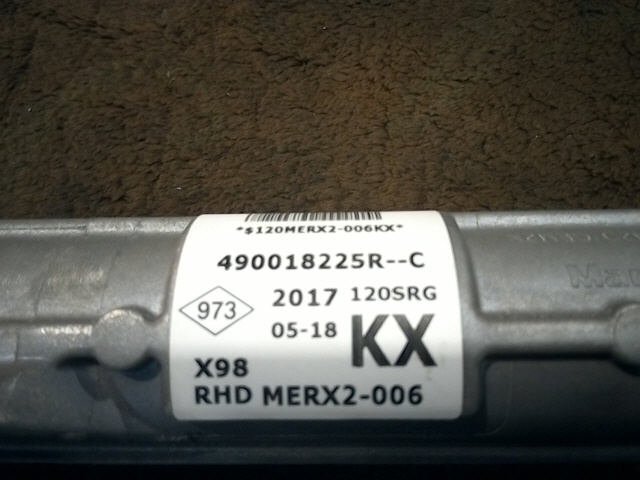 *$120MERX2-006KX*
490018225R--C
973
2017 120SRG
05-18 KX
X98
RHD MERX2-006